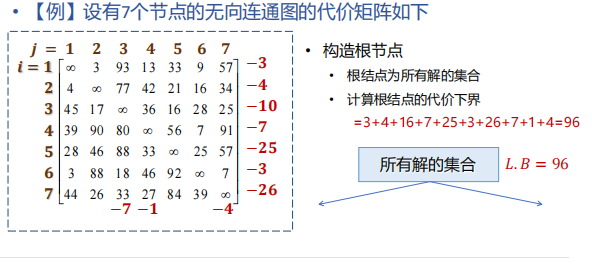 • 【例】设有7个节点的无向连通图的代价矩阵如下
j = 1 2 3 4 5 6 7
i = 1 ∞ 3 93 13 33 9 57 −3
2 4 ∞ 77 42 21 16 34 −4
3 45 17 ∞ 36 16 28 25 −10
4 39 90 80 ∞ 56 7 91 −7
5 28 46 88 33 ∞ 25 57 −25
6 3 88 18 46 92 ∞ 7 −3
7 44 26 33 27 84 39 ∞ −26
−7 −1 −4
• 构造根节点
• 根结点为所有解的集合
• 计算根结点的代价下界
=3+4+16+7+25+3+26+7+1+4=96
所有解的集合 L.B = 96